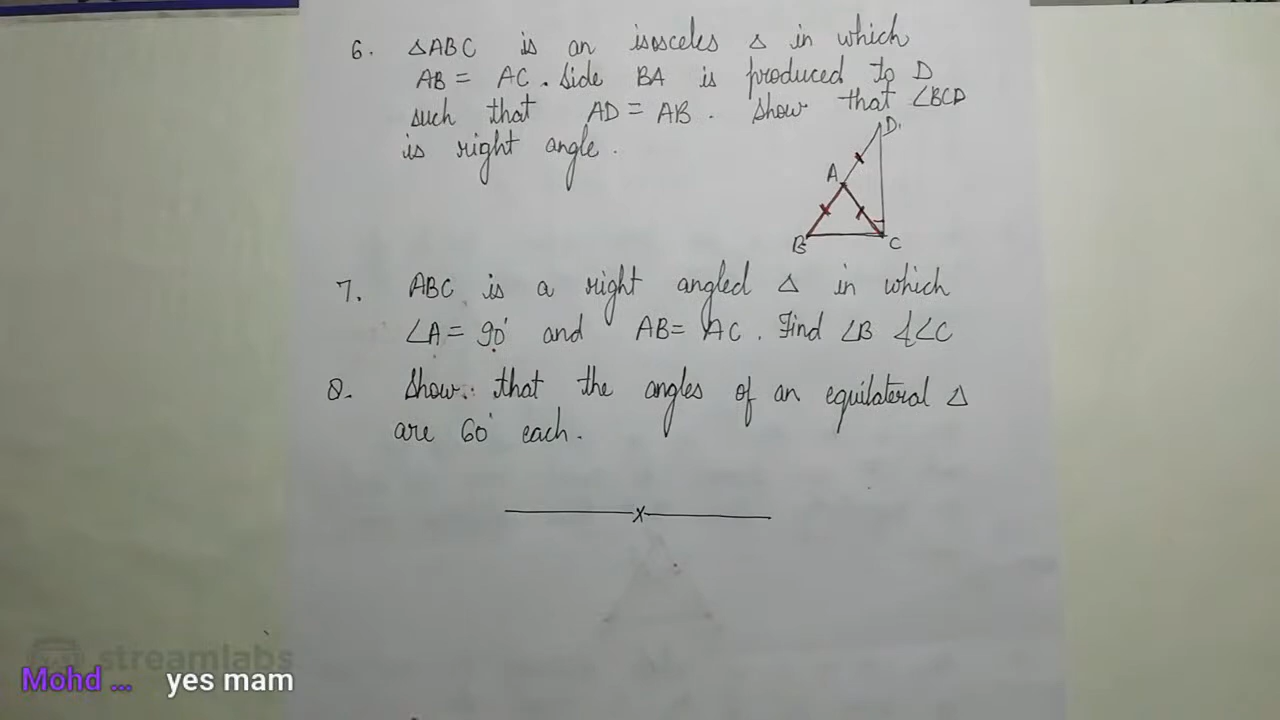 6. △ABC is an isosceles △ in which
AB = AC. Side BA is produced to D
such that AD = AB. Show that ∠BCD
is right angle.
D
A
B
C
7. ABC is a right angled △ in which
∠A = 90° and AB = AC. Find ∠B & ∠C
8. Show that the angles of an equilateral △
are 60° each.
x
streamlabs
Mohd ... yes mam